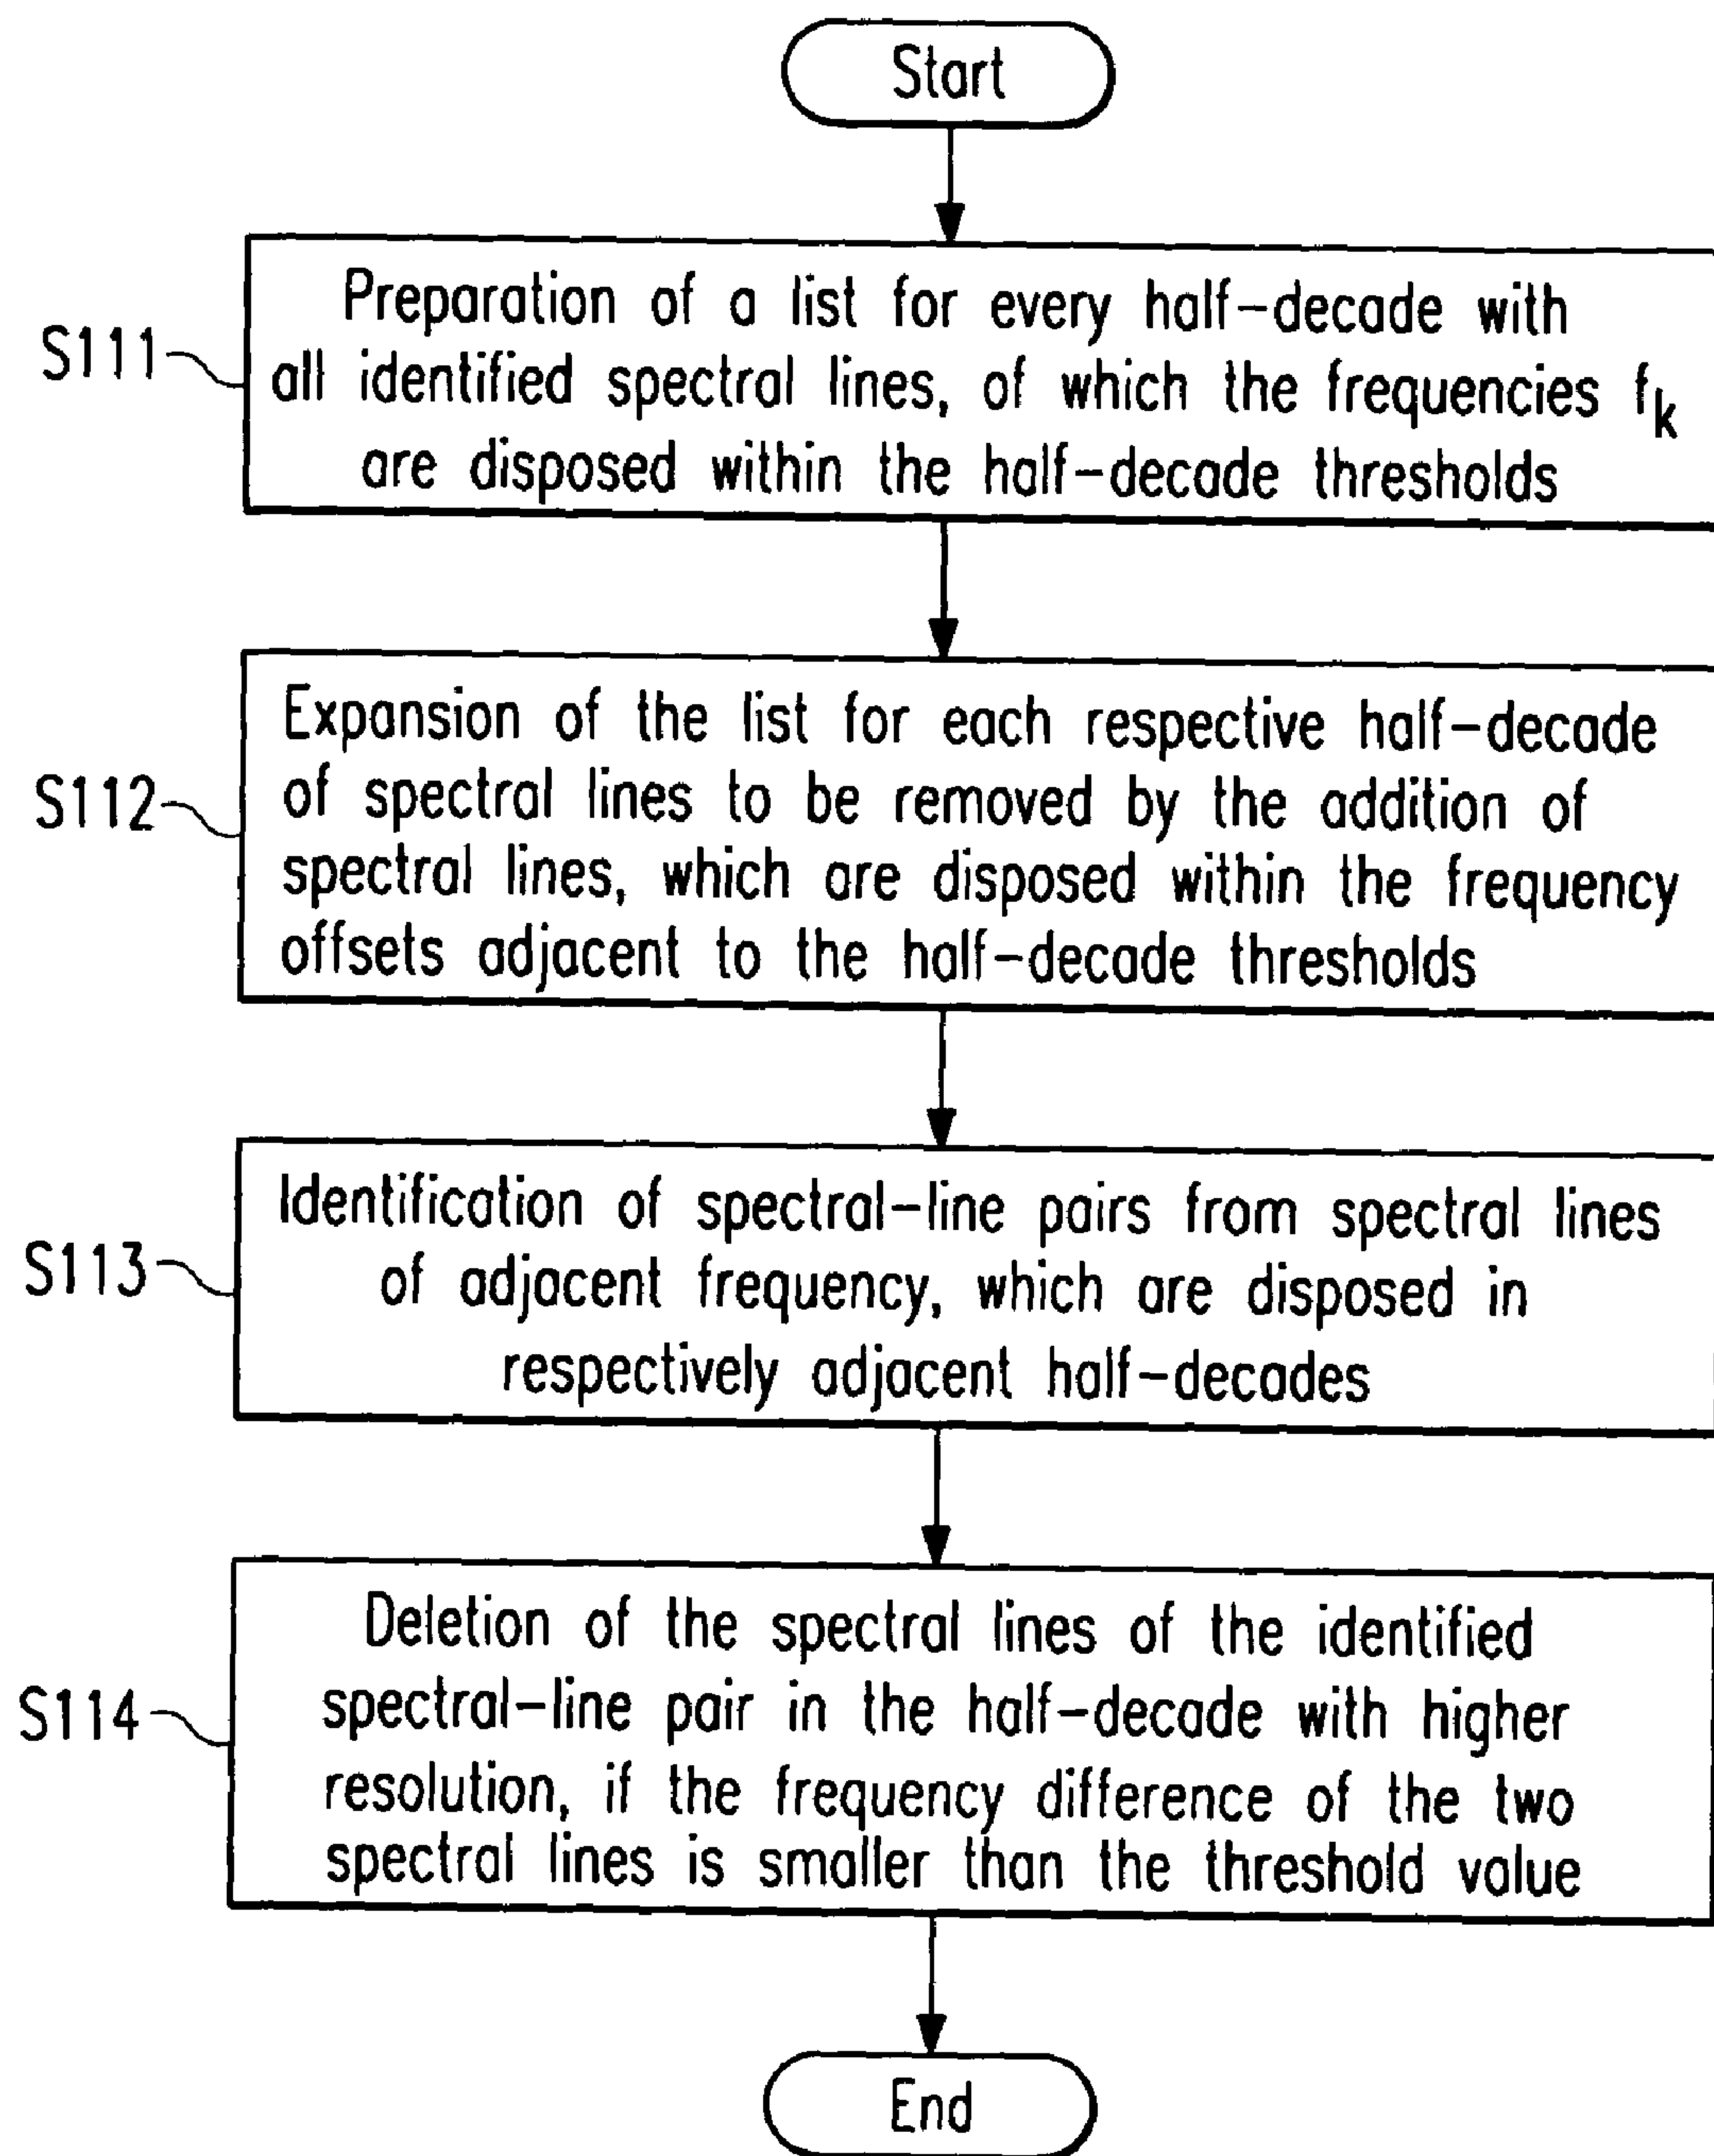 Start
S111
Preparation of a list for every half-decade with
all identified spectral lines, of which the frequencies fk
are disposed within the half-decade thresholds
S112
Expansion of the list for each respective half-decade
of spectral lines to be removed by the addition of
spectral lines, which are disposed within the frequency
offsets adjacent to the half-decade thresholds
S113
Identification of spectral-line pairs from spectral lines
of adjacent frequency, which are disposed in
respectively adjacent half-decades
S114
Deletion of the spectral lines of the identified
spectral-line pair in the half-decade with higher
resolution, if the frequency difference of the two
spectral lines is smaller than the threshold value
End